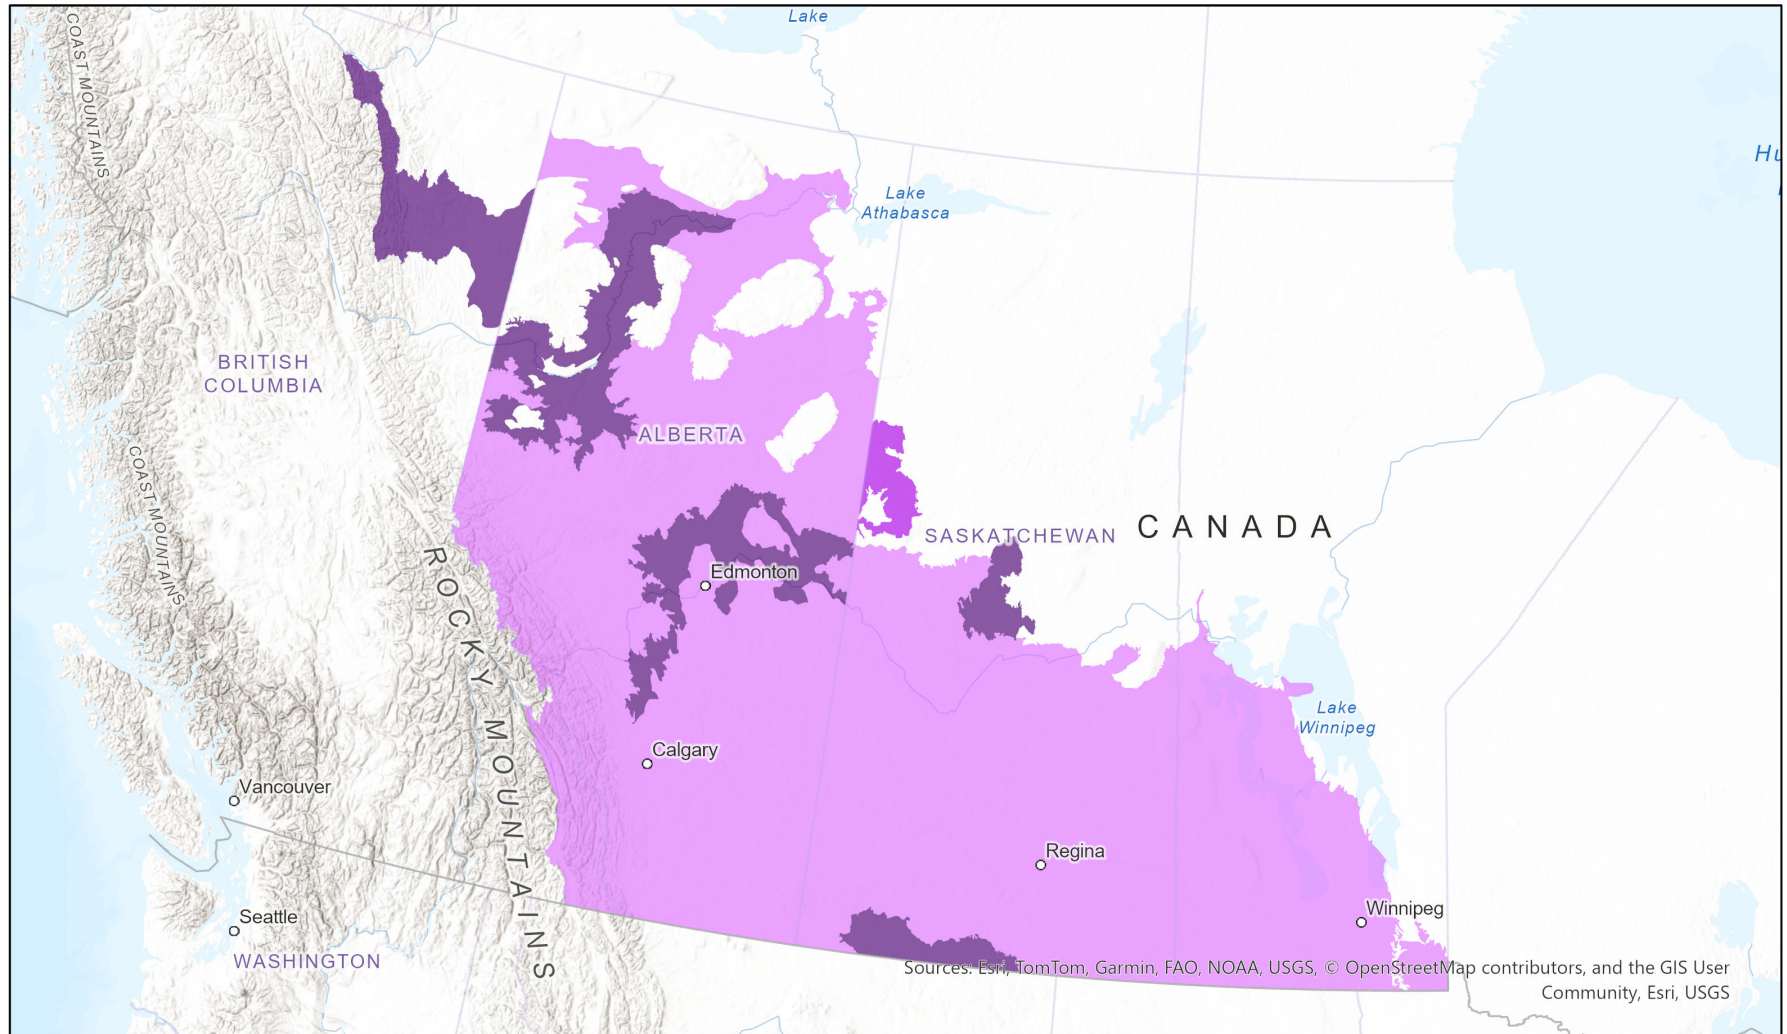 Lake
COAST MOUNTAINS
Hu
Lake
Athabasca
BRITISH
COLUMBIA
ALBERTA
COAST MOUNTAINS
SASKATCHEWAN
CANADA
Edmonton
ROCKY MOUNTAINS
Lake
Winnipeg
Calgary
Vancouver
Regina
Winnipeg
Seattle
WASHINGTON
Sources: Esri, TomTom, Garmin, FAO, NOAA, USGS, © OpenStreetMap contributors, and the GIS User
Community, Esri, USGS